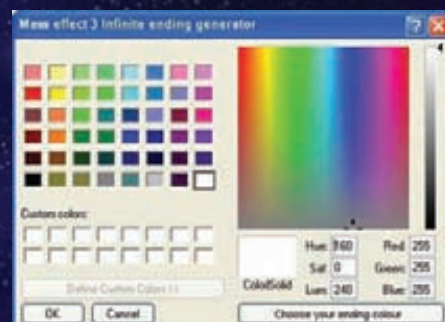 Mass effect 3 Infinite ending generator
Custom colors:
Define Custom Colors >>
OK Cancel
Color|Solid
Hue: 160 Red: 255
Sat: 0 Green: 255
Lum: 240 Blue: 255
Choose your ending colour